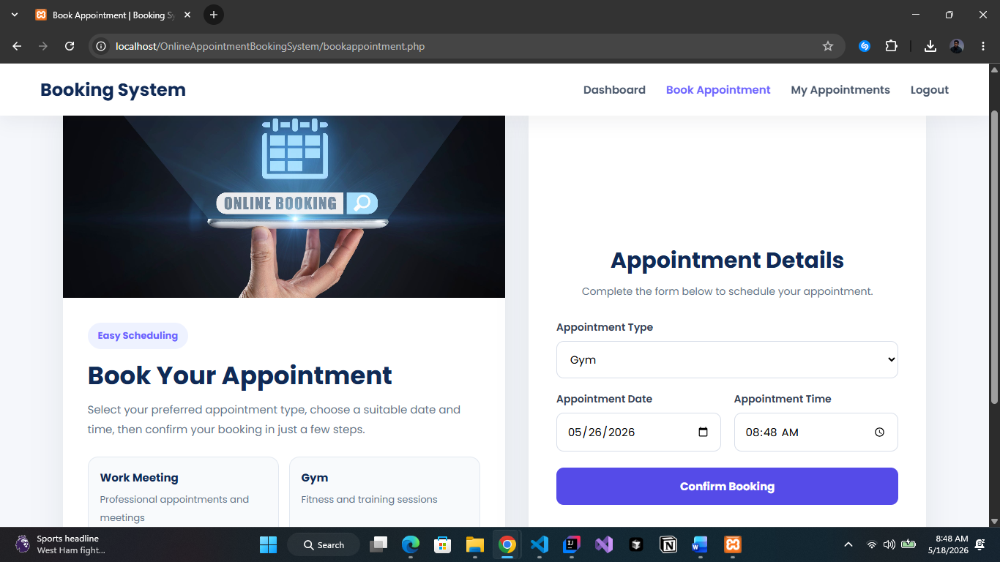 Book Appointment | Booking Sy
localhost/OnlineAppointmentBookingSystem/bookappointment.php
Booking System
Dashboard
Book Appointment
My Appointments
Logout
ONLINE BOOKING
Easy Scheduling
Book Your Appointment
Select your preferred appointment type, choose a suitable date and
time, then confirm your booking in just a few steps.
Work Meeting
Professional appointments and
meetings
Gym
Fitness and training sessions
Appointment Details
Complete the form below to schedule your appointment.
Appointment Type
Gym
Appointment Date
05/26/2026
Appointment Time
08:48 AM
Confirm Booking
Sports headline
West Ham fight...
Search
8:48 AM
5/18/2026